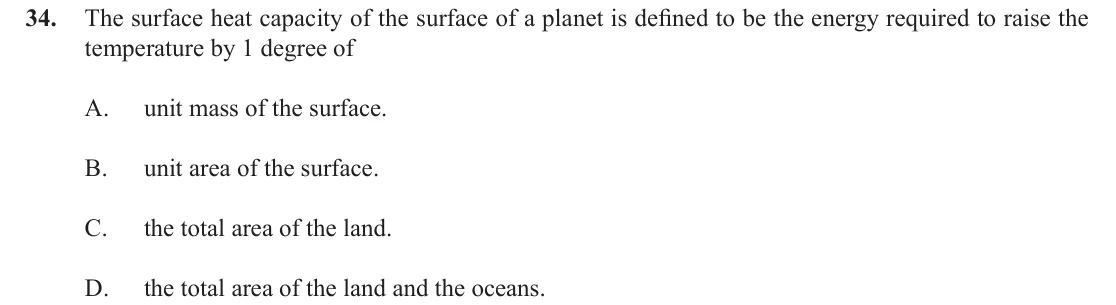 34. The surface heat capacity of the surface of a planet is defined to be the energy required to raise the
temperature by 1 degree of
A. unit mass of the surface.
B. unit area of the surface.
C. the total area of the land.
D. the total area of the land and the oceans.